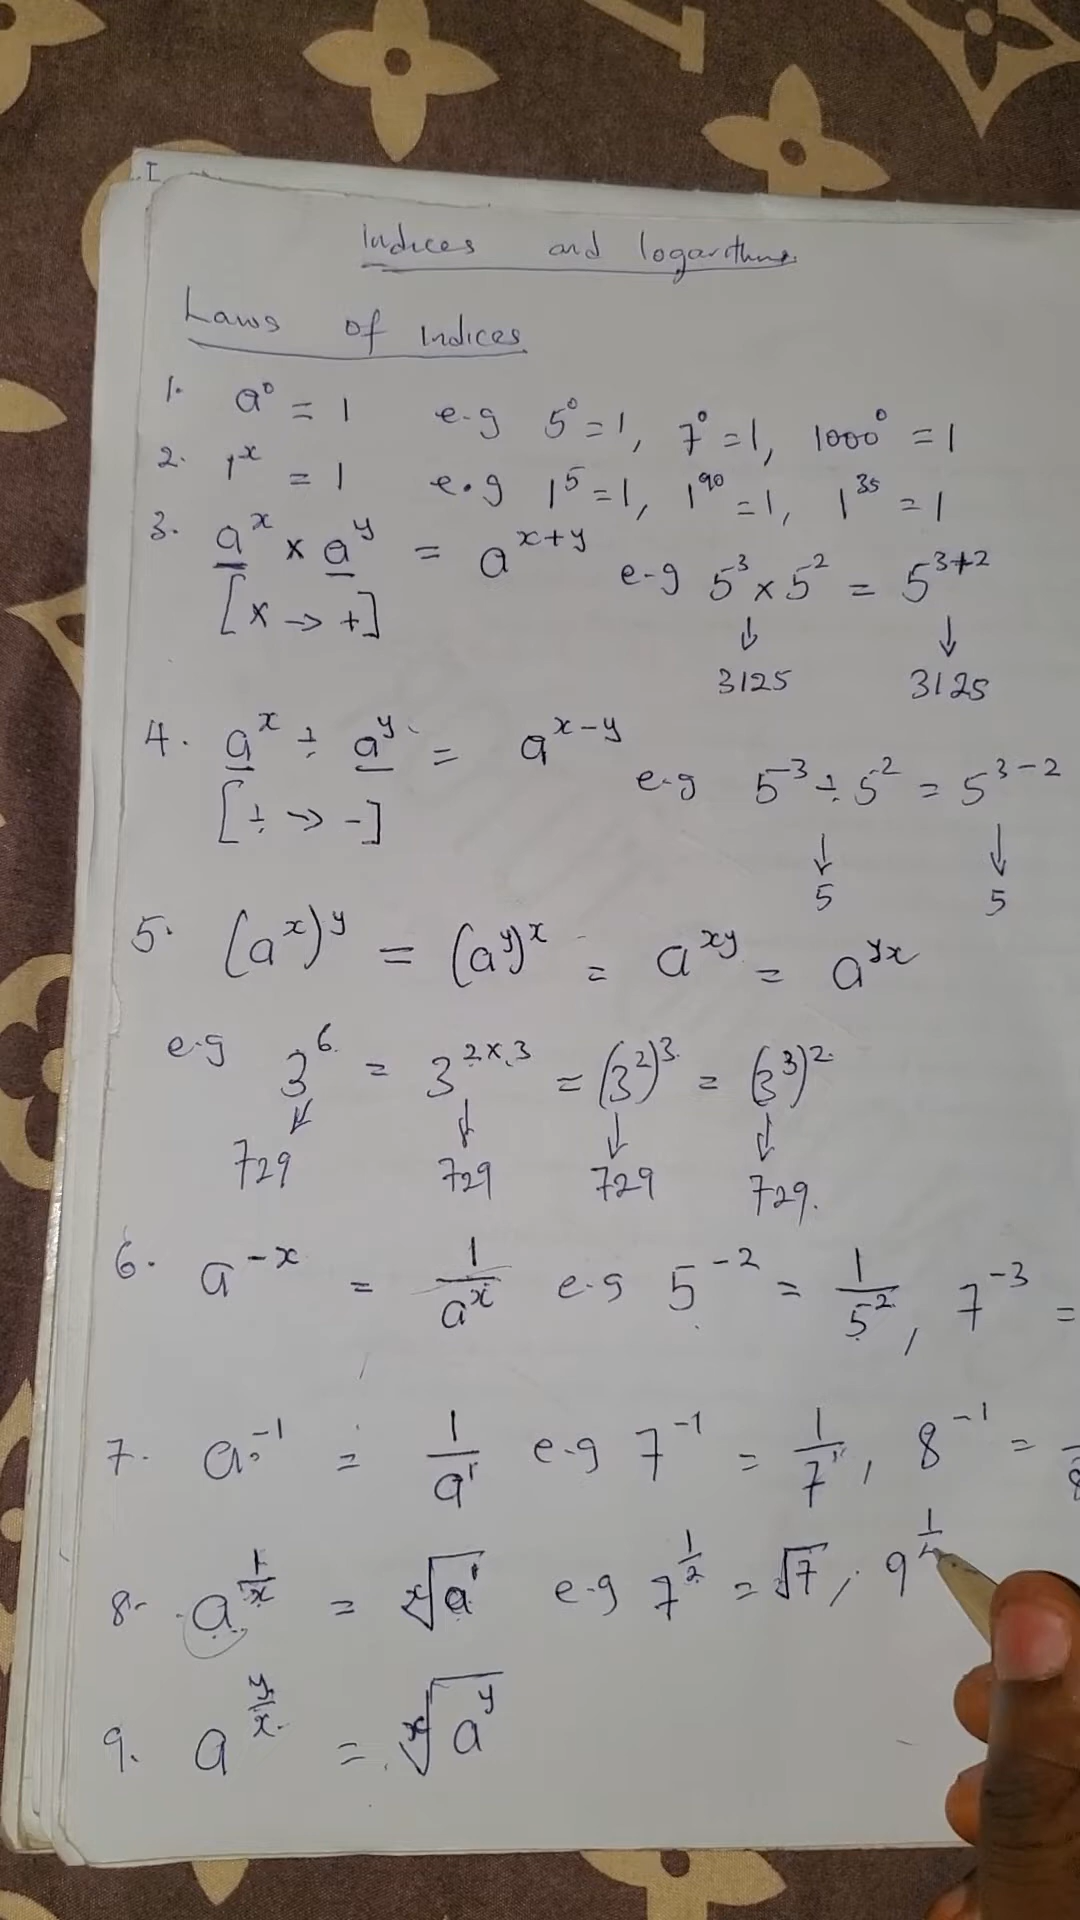 I
Indices and logarithms
Laws of Indices
1. a⁰ = 1 e.g 5⁰ = 1, 7⁰ = 1, 1000⁰ = 1
2. 1ˣ = 1 e.g 1⁵ = 1, 1⁹⁰ = 1, 1³⁵ = 1
3. aˣ × aʸ = aˣ⁺ʸ e.g 5³ × 5² = 5³⁺²
[× → +] ↓ ↓
3125 3125
4. aˣ ÷ aʸ = aˣ⁻ʸ e.g 5³ ÷ 5² = 5³⁻²
[÷ → -] ↓ ↓
5 5
5. (aˣ)ʸ = (aʸ)ˣ = aˣʸ = aʸˣ
e.g 3⁶ = 3^(2×3) = (3²)³ = (3³)²
↓ ↓ ↓ ↓
729 729 729 729.
6. a⁻ˣ = 1/aˣ e.g 5⁻² = 1/5², 7⁻³ =
7. a⁻¹ = 1/a¹ e.g 7⁻¹ = 1/7¹, 8⁻¹ =
8. a^(1/x) = ˣ√a¹ e.g 7^(1/2) = √7, 9
9. a^(y/x) = ˣ√aʸ